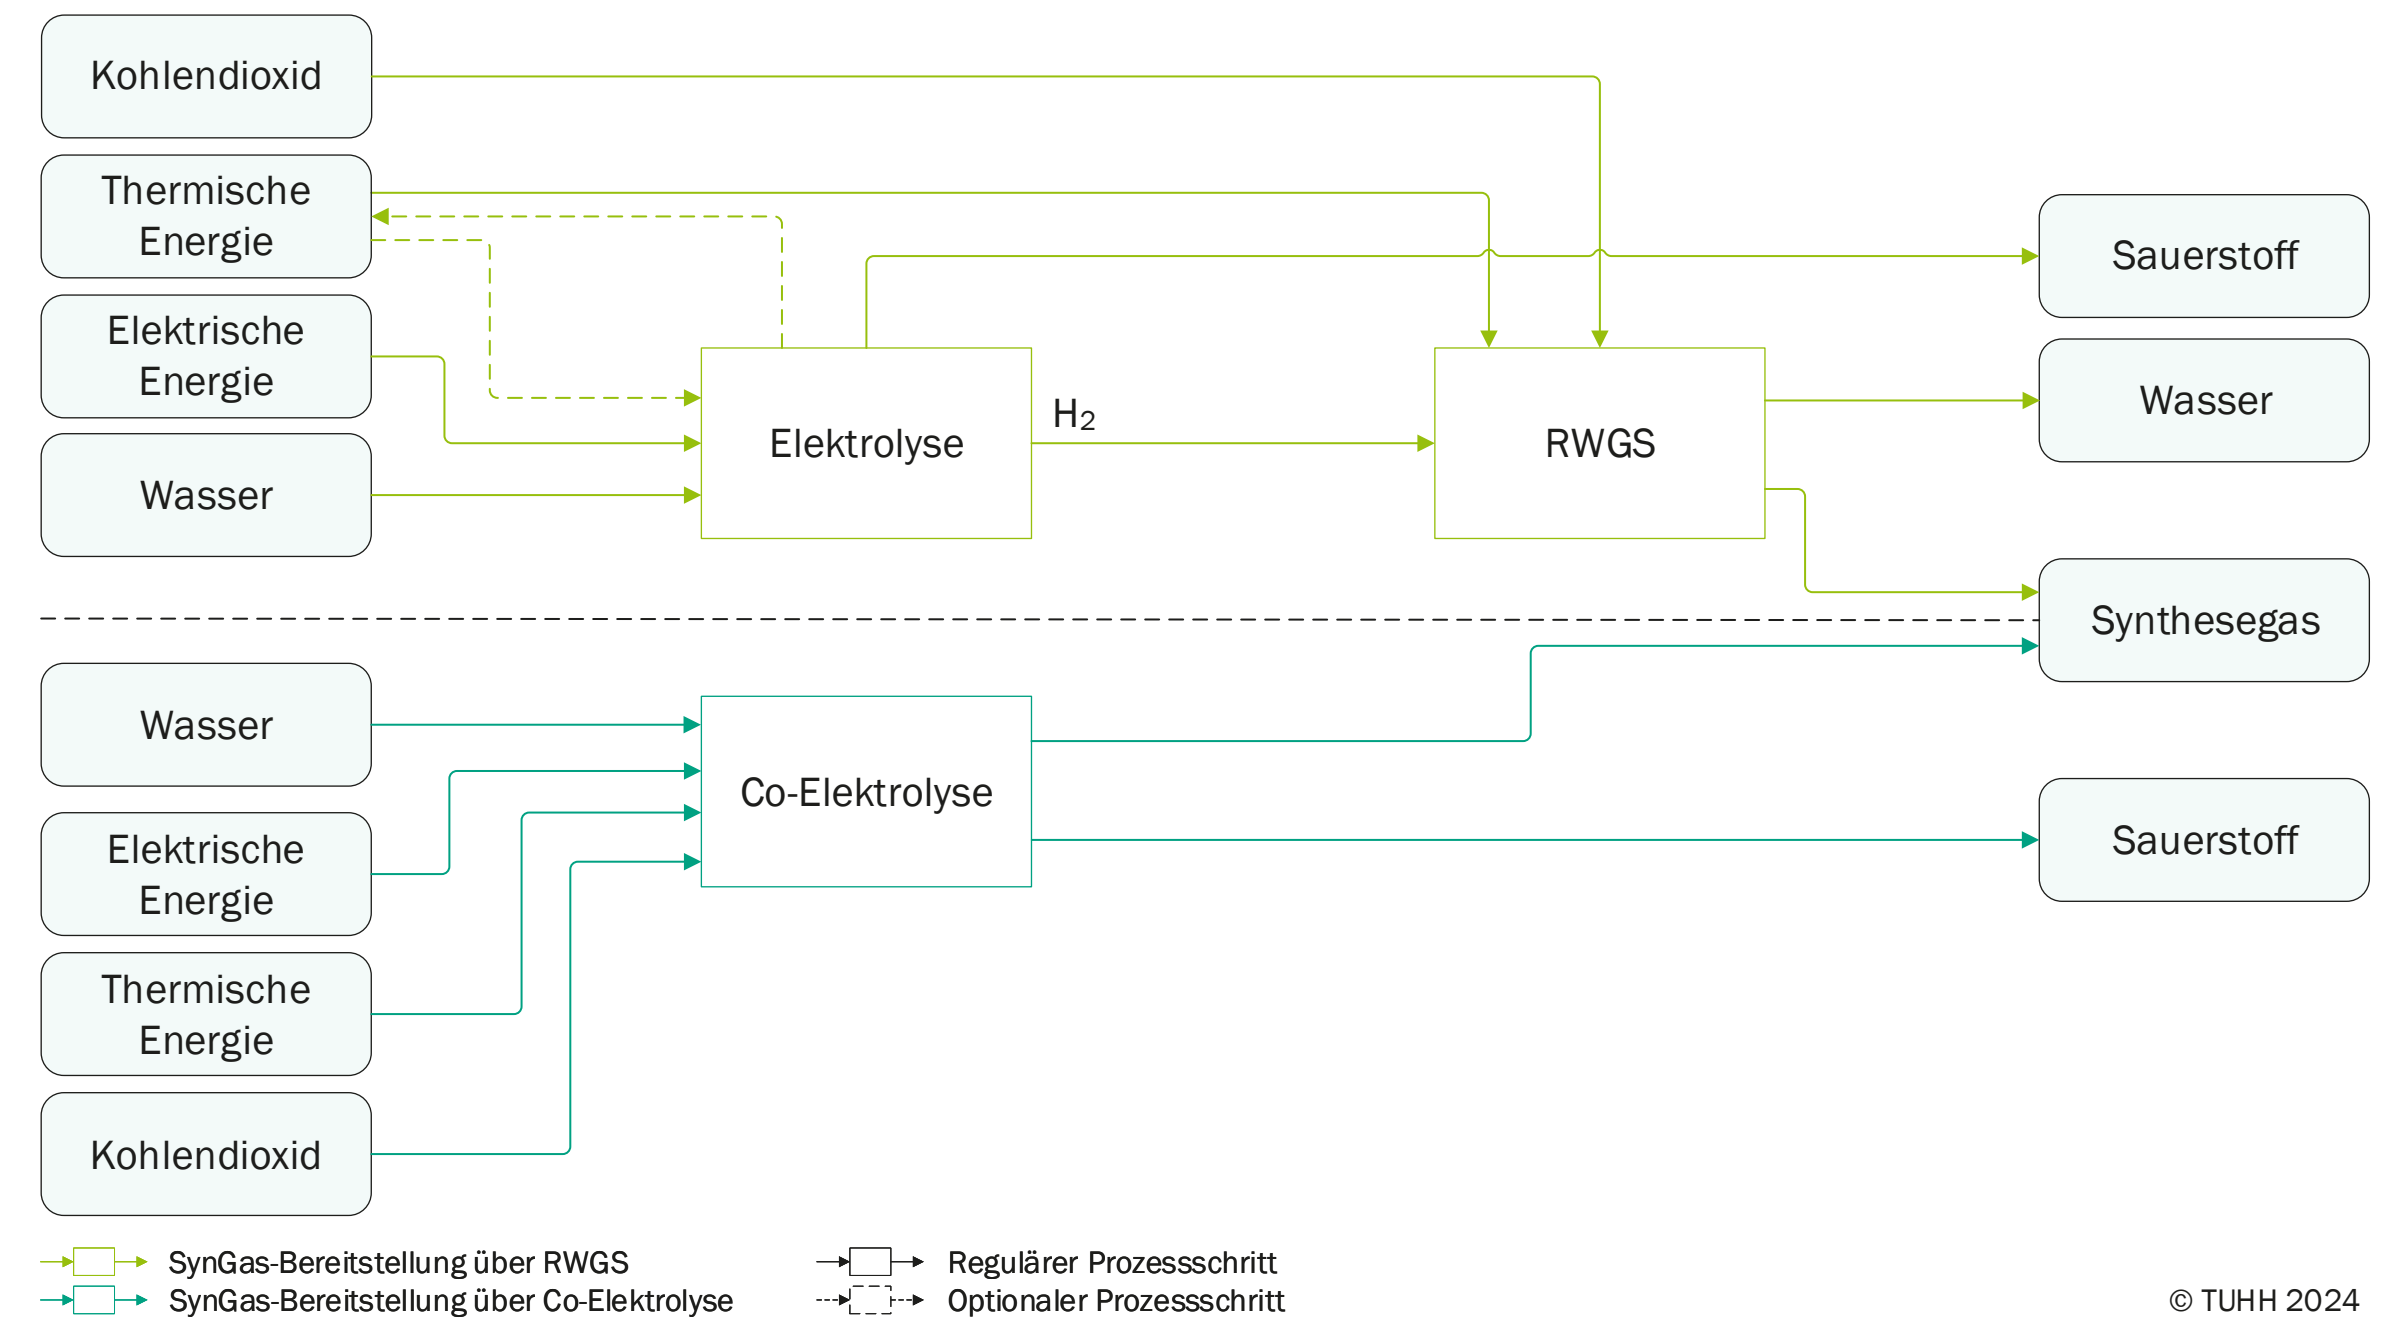 Kohlendioxid
Thermische
Energie
Elektrische
Energie
Wasser
Elektrolyse
H2
RWGS
Sauerstoff
Wasser
Synthesegas
Wasser
Elektrische
Energie
Thermische
Energie
Kohlendioxid
Co-Elektrolyse
Sauerstoff
SynGas-Bereitstellung über RWGS
SynGas-Bereitstellung über Co-Elektrolyse
Regulärer Prozessschritt
Optionaler Prozessschritt
© TUHH 2024